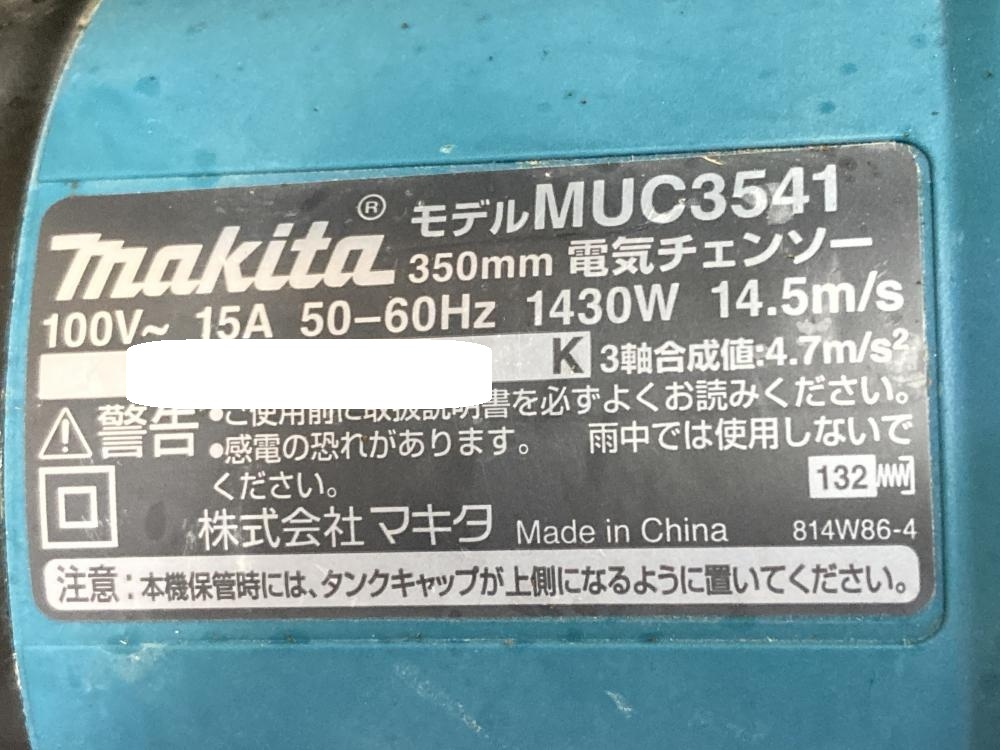 makita® モデルMUC3541
350mm 電気チェンソー
100V~ 15A 50-60Hz 1430W 14.5m/s
K 3軸合成値:4.7m/s²
⚠警告 •ご使用前に取扱説明書を必ずよくお読みください。
•感電の恐れがあります。 雨中では使用しないで
ください。
132
株式会社マキタ Made in China 814W86-4
注意:本機保管時には、タンクキャップが上側になるように置いてください。